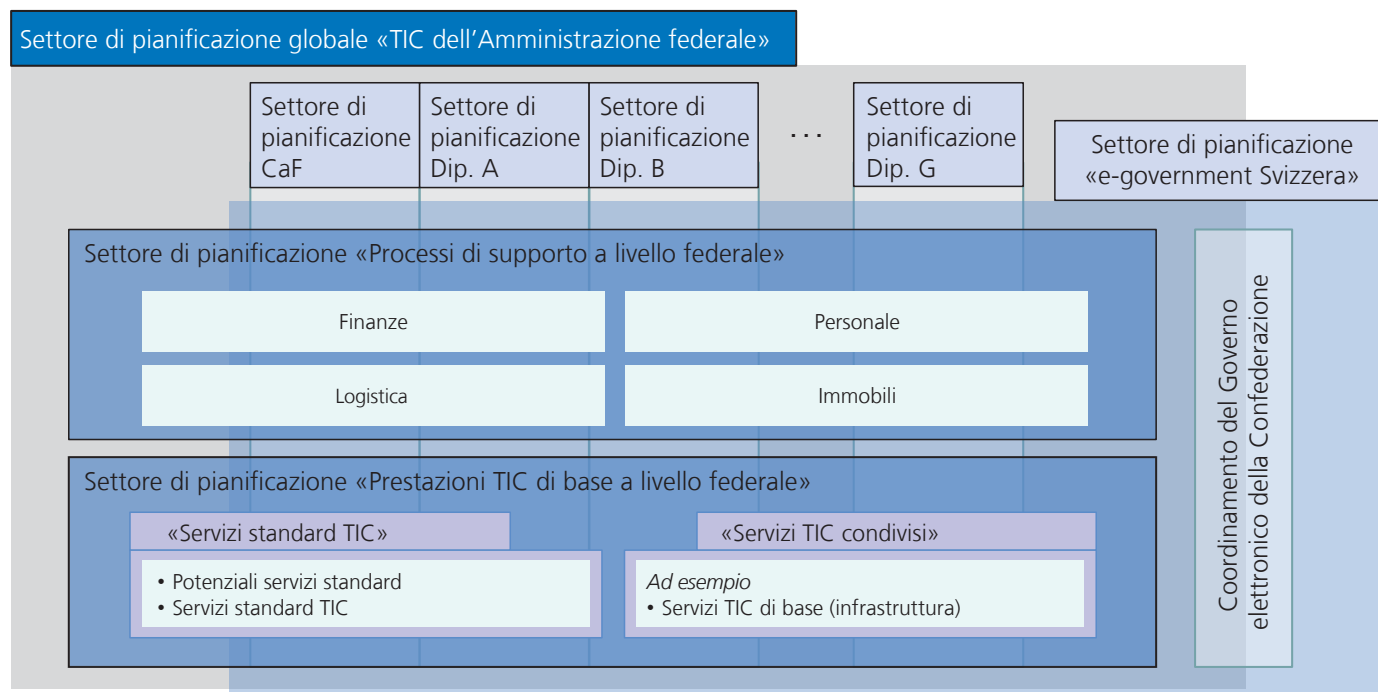 Settore di pianificazione globale «TIC dell’Amministrazione federale»
Settore di
pianificazione
CaF
Settore di
pianificazione
Dip. A
Settore di
pianificazione
Dip. B
...
Settore di
pianificazione
Dip. G
Settore di pianificazione
«e-government Svizzera»
Settore di pianificazione «Processi di supporto a livello federale»
Finanze
Personale
Logistica
Immobili
Settore di pianificazione «Prestazioni TIC di base a livello federale»
«Servizi standard TIC»
• Potenziali servizi standard
• Servizi standard TIC
«Servizi TIC condivisi»
Ad esempio
• Servizi TIC di base (infrastruttura)
Coordinamento del Governo
elettronico della Confederazione